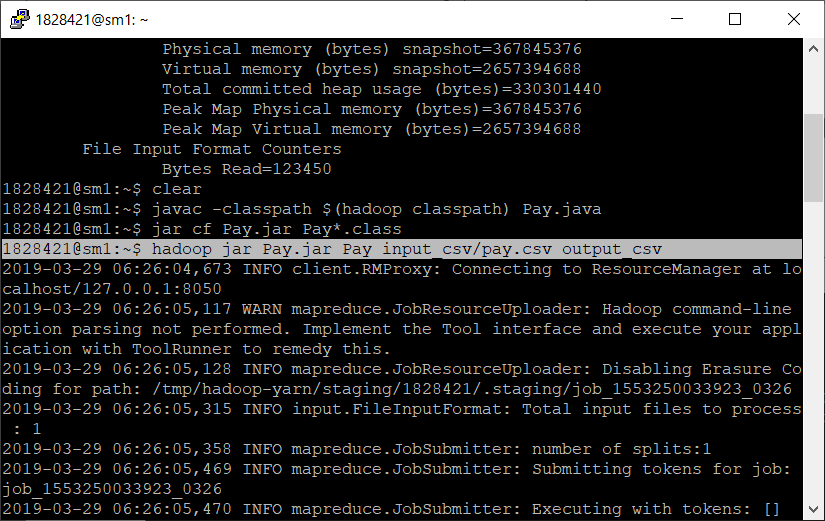 1828421@sm1: ~
Physical memory (bytes) snapshot=367845376
Virtual memory (bytes) snapshot=2657394688
Total committed heap usage (bytes)=330301440
Peak Map Physical memory (bytes)=367845376
Peak Map Virtual memory (bytes)=2657394688
File Input Format Counters
Bytes Read=123450
1828421@sm1:~$ clear
1828421@sm1:~$ javac -classpath $(hadoop classpath) Pay.java
1828421@sm1:~$ jar cf Pay.jar Pay*.class
1828421@sm1:~$ hadoop jar Pay.jar Pay input_csv/pay.csv output_csv
2019-03-29 06:26:04,673 INFO client.RMProxy: Connecting to ResourceManager at lo
calhost/127.0.0.1:8050
2019-03-29 06:26:05,117 WARN mapreduce.JobResourceUploader: Hadoop command-line
option parsing not performed. Implement the Tool interface and execute your appl
ication with ToolRunner to remedy this.
2019-03-29 06:26:05,128 INFO mapreduce.JobResourceUploader: Disabling Erasure Co
ding for path: /tmp/hadoop-yarn/staging/1828421/.staging/job_1553250033923_0326
2019-03-29 06:26:05,315 INFO input.FileInputFormat: Total input files to process
: 1
2019-03-29 06:26:05,358 INFO mapreduce.JobSubmitter: number of splits:1
2019-03-29 06:26:05,469 INFO mapreduce.JobSubmitter: Submitting tokens for job:
job_1553250033923_0326
2019-03-29 06:26:05,470 INFO mapreduce.JobSubmitter: Executing with tokens: []